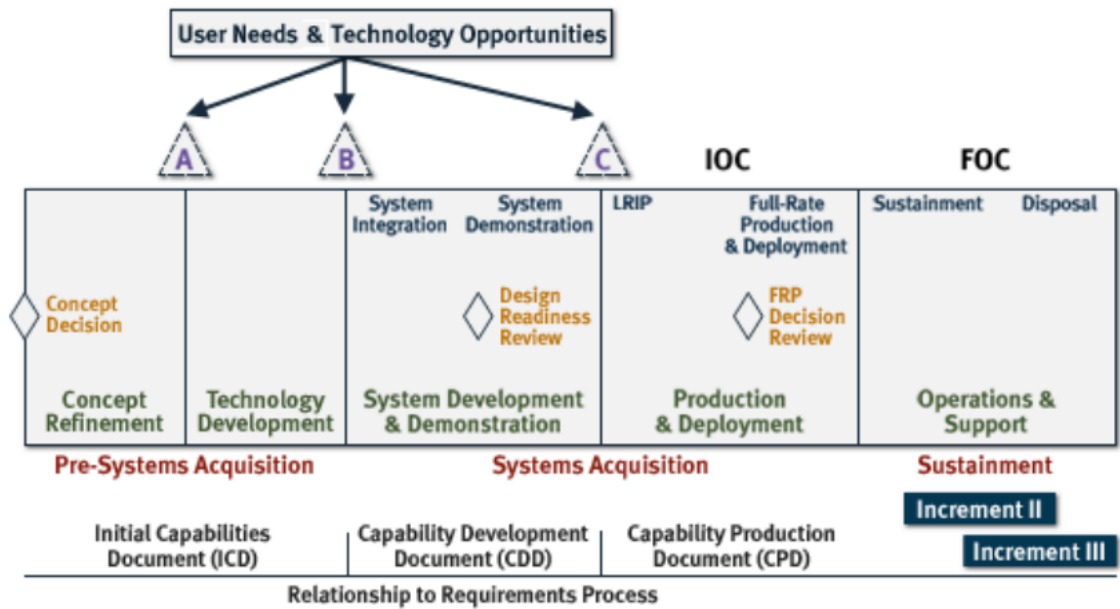 User Needs & Technology Opportunities
A
B
C
IOC
FOC
System
Integration
System
Demonstration
LRIP
Full-Rate
Production
& Deployment
Sustainment
Disposal
Concept
Decision
Design
Readiness
Review
FRP
Decision
Review
Concept
Refinement
Technology
Development
System Development
& Demonstration
Production
& Deployment
Operations &
Support
Pre-Systems Acquisition
Systems Acquisition
Sustainment
Increment II
Increment III
Initial Capabilities
Document (ICD)
Capability Development
Document (CDD)
Capability Production
Document (CPD)
Relationship to Requirements Process